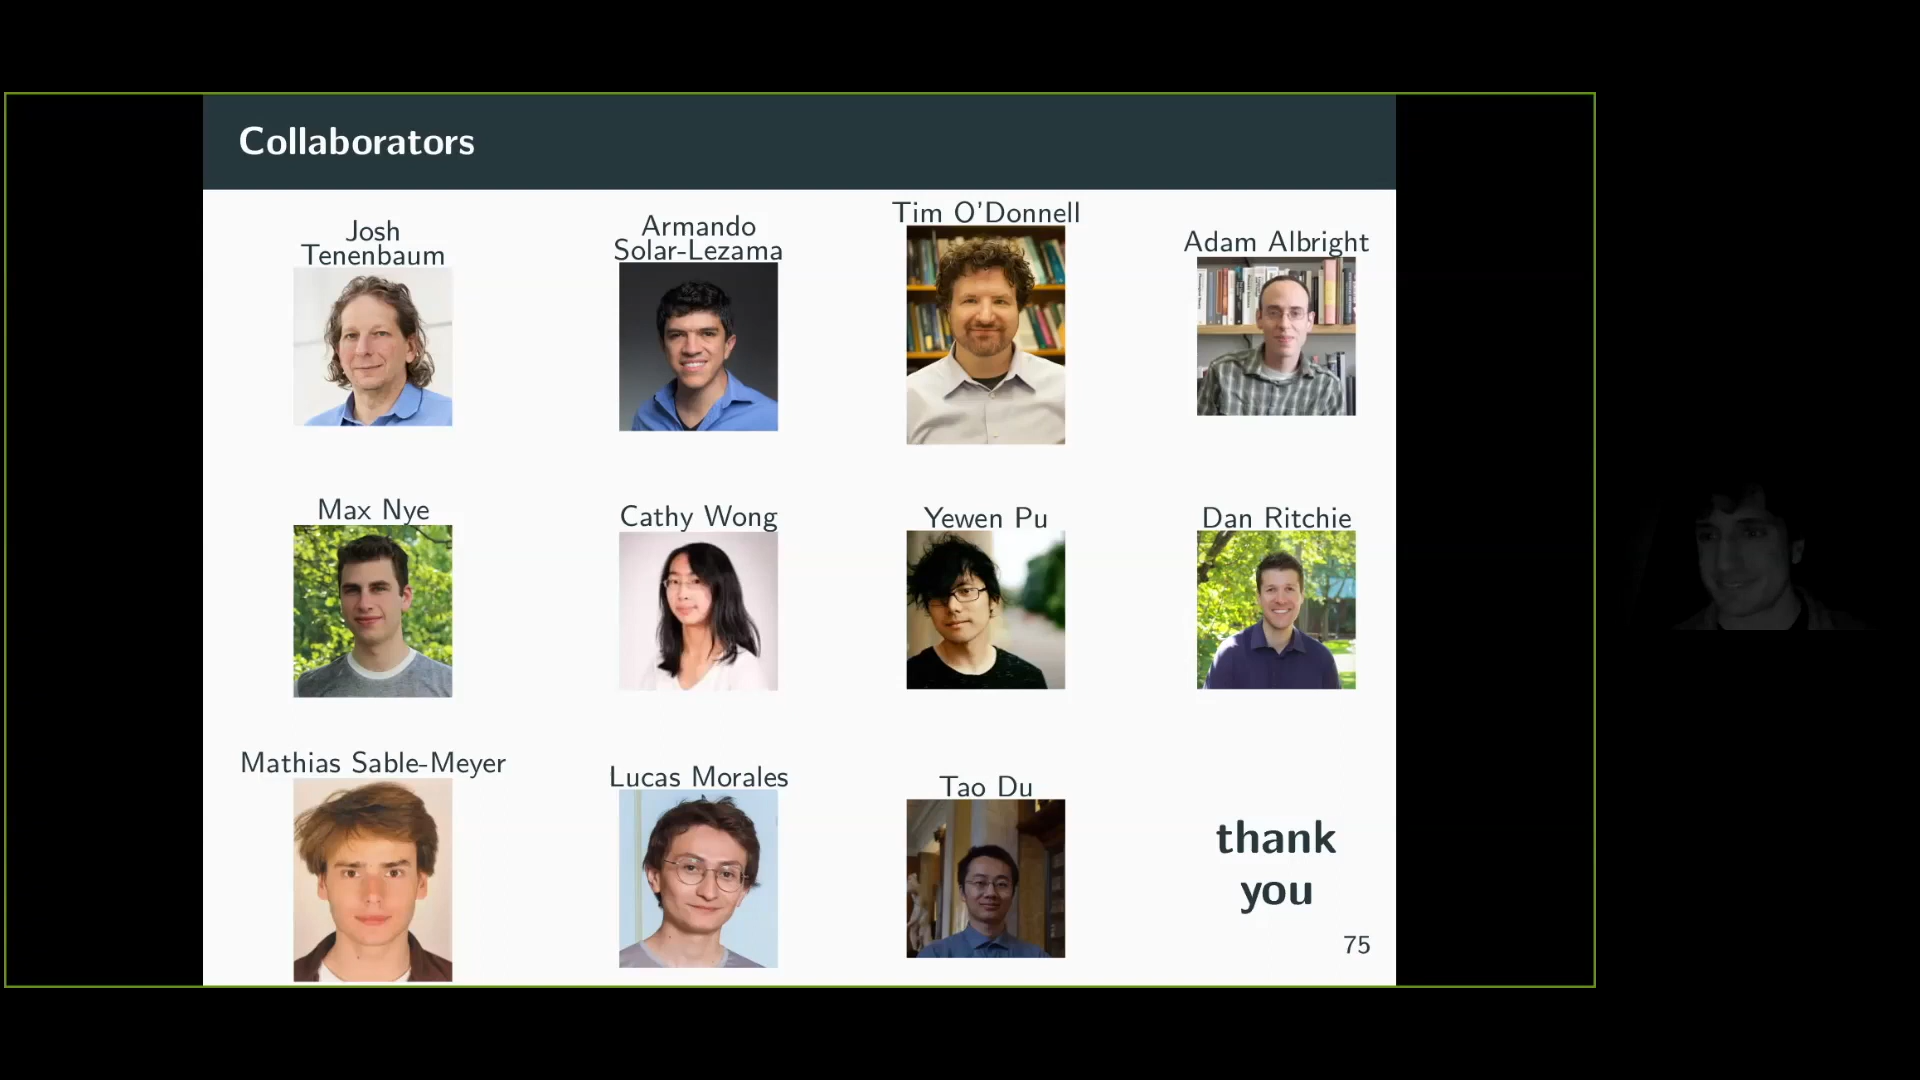 Collaborators
Josh
Tenenbaum
Armando
Solar-Lezama
Tim O'Donnell
Adam Albright
Max Nye
Cathy Wong
Yewen Pu
Dan Ritchie
Mathias Sable-Meyer
Lucas Morales
Tao Du
thank
you
75